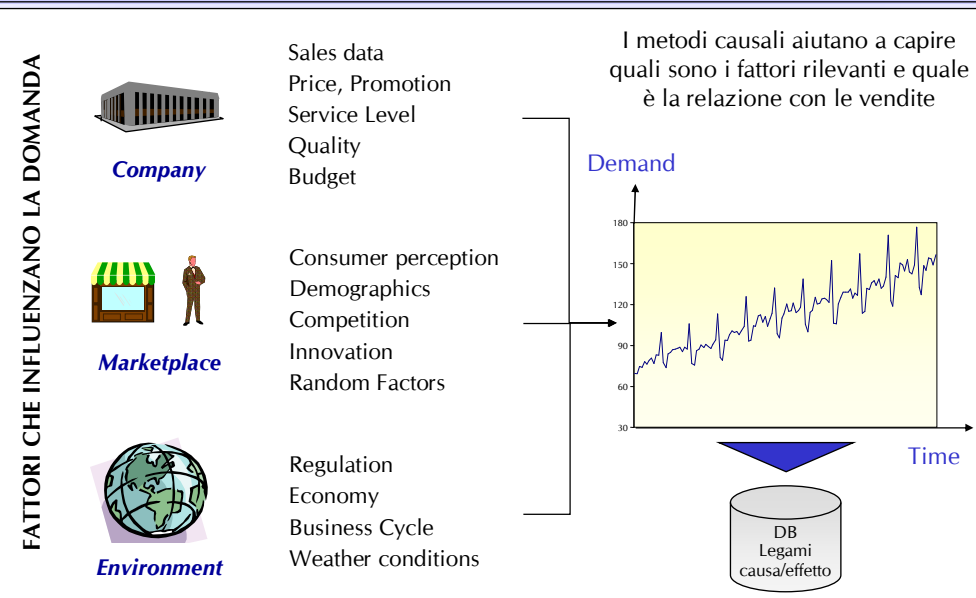 FATTORI CHE INFLUENZANO LA DOMANDA
Sales data
Price, Promotion
Service Level
Quality
Budget
Company
Consumer perception
Demographics
Competition
Innovation
Random Factors
Marketplace
Regulation
Economy
Business Cycle
Weather conditions
Environment
I metodi causali aiutano a capire
quali sono i fattori rilevanti e quale
è la relazione con le vendite
Demand
180
150
120
90
60
30
Time
DB
Legami
causa/effetto